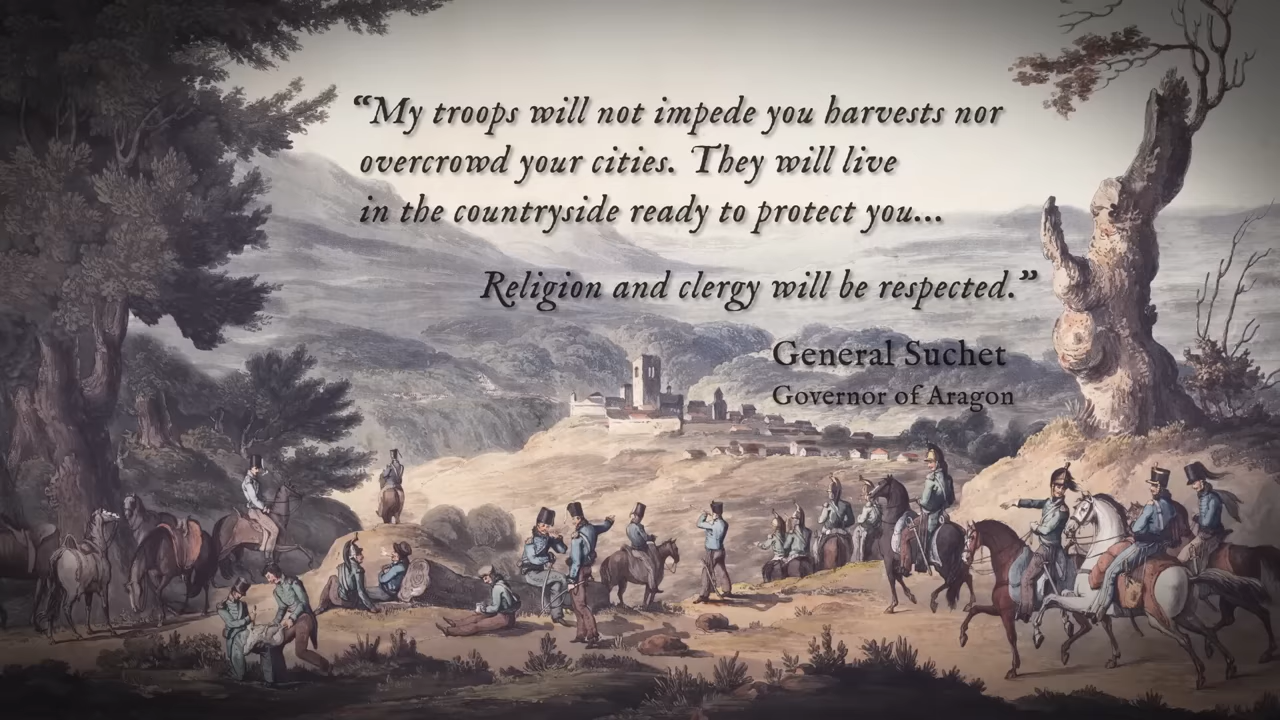 “My troops will not impede you harvests nor
overcrowd your cities. They will live
in the countryside ready to protect you...
Religion and clergy will be respected.”
General Suchet
Governor of Aragon